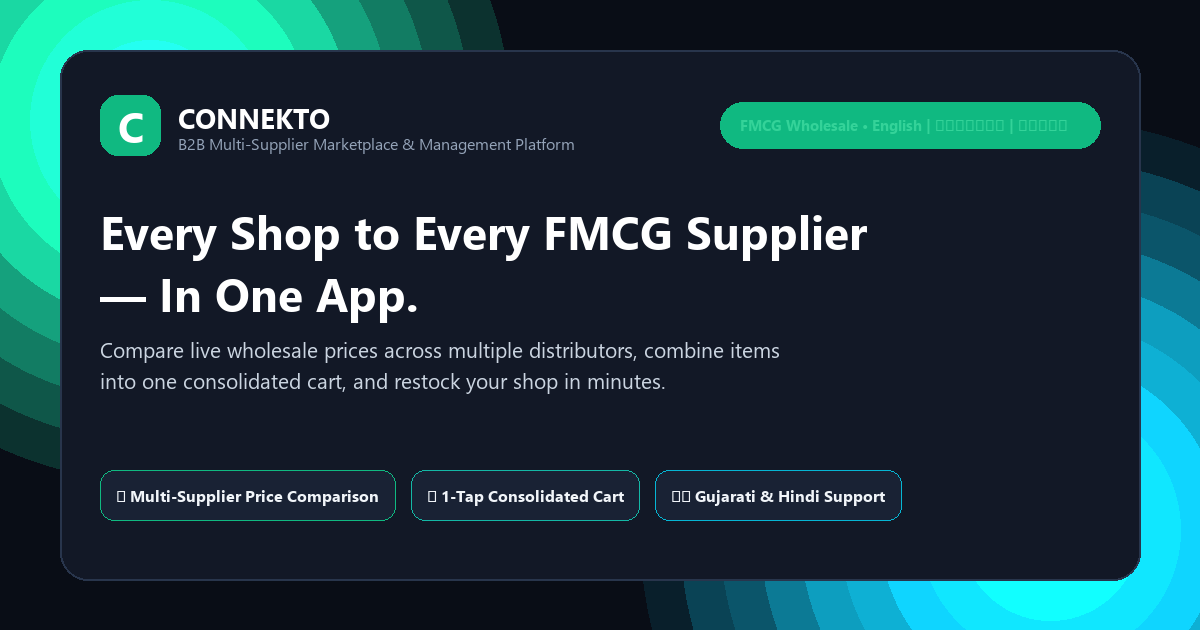 C
CONNEKTO
B2B Multi-Supplier Marketplace & Management Platform
FMCG Wholesale • English | |
Every Shop to Every FMCG Supplier
— In One App.
Compare live wholesale prices across multiple distributors, combine items
into one consolidated cart, and restock your shop in minutes.
Multi-Supplier Price Comparison
1-Tap Consolidated Cart
Gujarati & Hindi Support